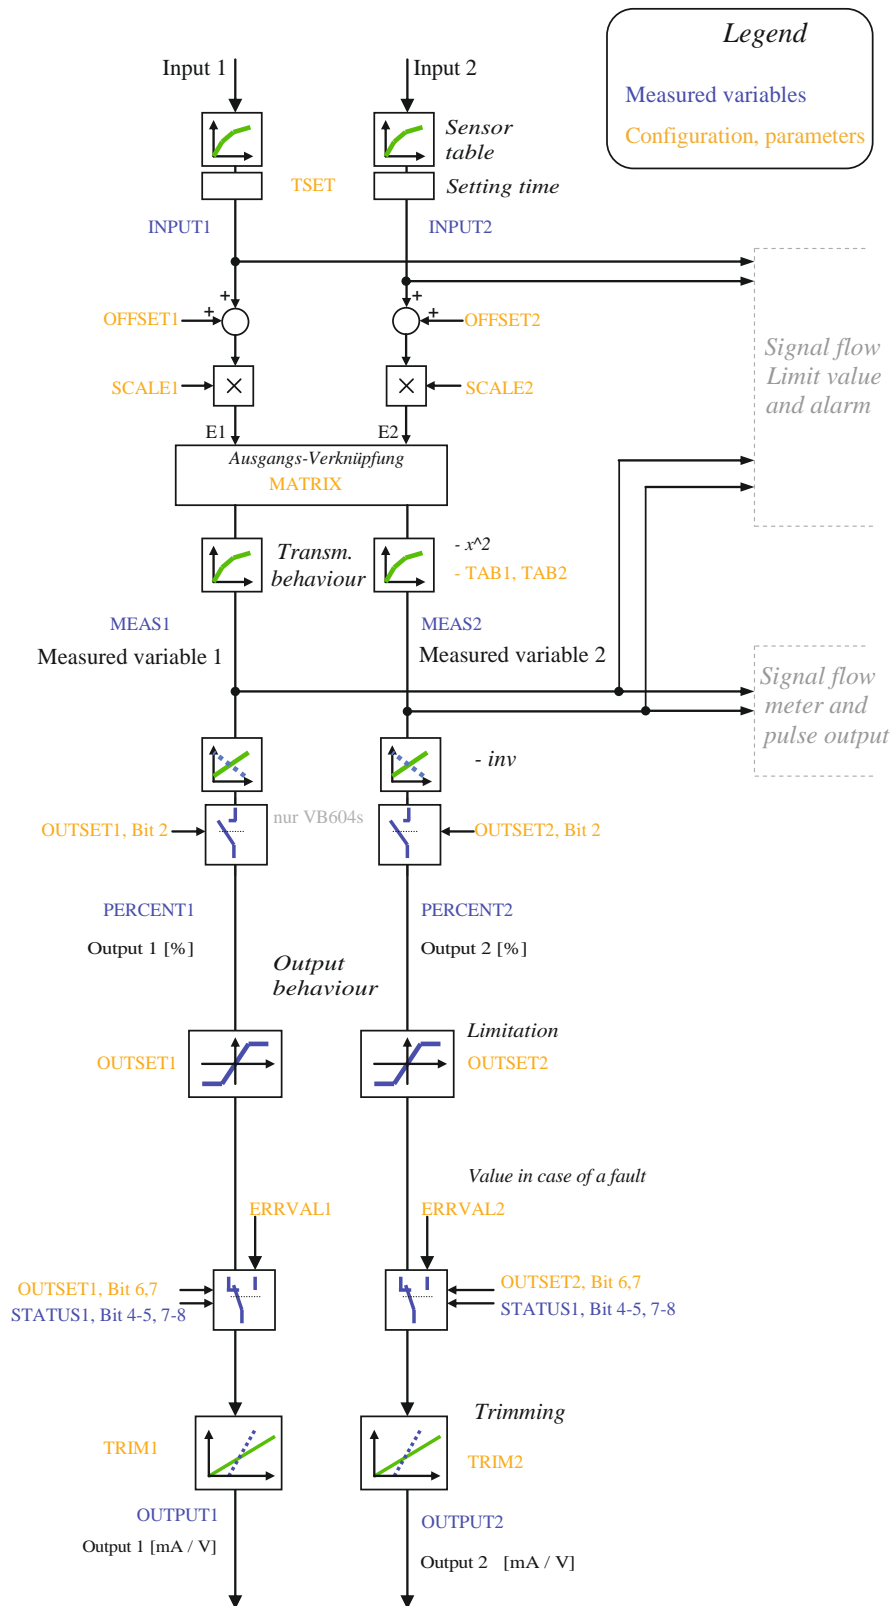 Legend
Measured variables
Configuration, parameters
Input 1
Input 2
Sensor
table
TSET
Setting time
INPUT1
INPUT2
+
+
+
+
OFFSET1
OFFSET2
Signal flow
Limit value
and alarm
SCALE1
SCALE2
E1
E2
Ausgangs-Verknüpfung
MATRIX
Transm.
behaviour
- x^2
- TAB1, TAB2
MEAS1
MEAS2
Measured variable 1
Measured variable 2
Signal flow
meter and
pulse output
- inv
nur VB604s
OUTSET1, Bit 2
OUTSET2, Bit 2
PERCENT1
PERCENT2
Output 1 [%]
Output 2 [%]
Output
behaviour
Limitation
OUTSET1
OUTSET2
Value in case of a fault
ERRVAL1
ERRVAL2
OUTSET1, Bit 6,7
STATUS1, Bit 4-5, 7-8
OUTSET2, Bit 6,7
STATUS1, Bit 4-5, 7-8
Trimming
TRIM1
TRIM2
OUTPUT1
OUTPUT2
Output 1 [mA / V]
Output 2 [mA / V]